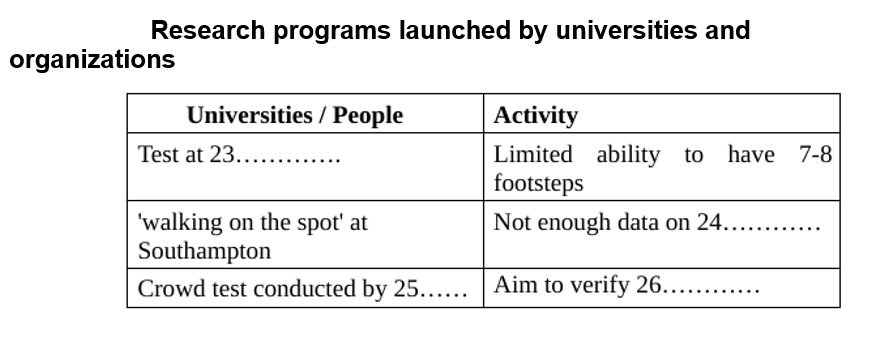 Research programs launched by universities and
organizations
Universities / People
Activity
Test at 23………….
Limited ability to have 7-8
footsteps
'walking on the spot' at
Southampton
Not enough data on 24…………
Crowd test conducted by 25……
Aim to verify 26…………